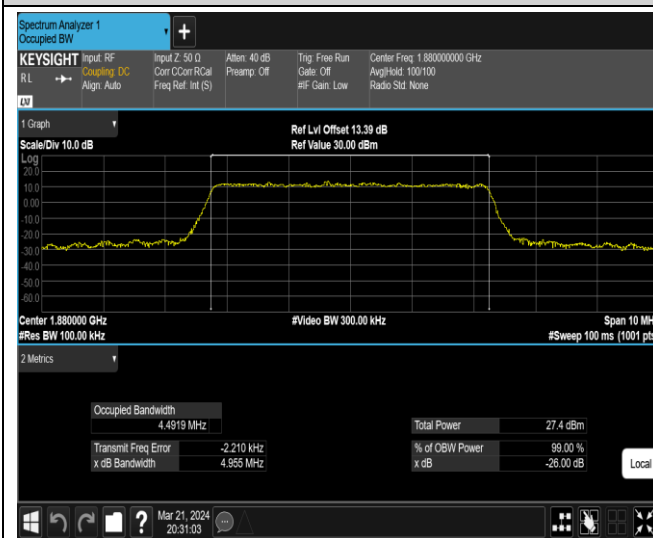 Spectrum Analyzer 1
Occupied BW
+
KEYSIGHT Input: RF Input Z: 50 Ω Atten: 40 dB Trig: Free Run Center Freq: 1.880000000 GHz
RL Coupling: DC Corr CCorr RCal Preamp: Off Gate: Off Avg|Hold: 100/100
Align: Auto Freq Ref: Int (S) #IF Gain: Low Radio Std: None
LXI
1 Graph
Ref Lvl Offset 13.39 dB
Scale/Div 10.0 dB Ref Value 30.00 dBm
Log
20.0
10.0
0.00
-10.0
-20.0
-30.0
-40.0
-50.0
-60.0
Center 1.880000 GHz #Video BW 300.00 kHz Span 10 MH
#Res BW 100.00 kHz #Sweep 100 ms (1001 pts
2 Metrics
Occupied Bandwidth
4.4919 MHz Total Power 27.4 dBm
Transmit Freq Error -2.210 kHz % of OBW Power 99.00 %
x dB Bandwidth 4.955 MHz x dB -26.00 dB
Local
? Mar 21, 2024
20:31:03